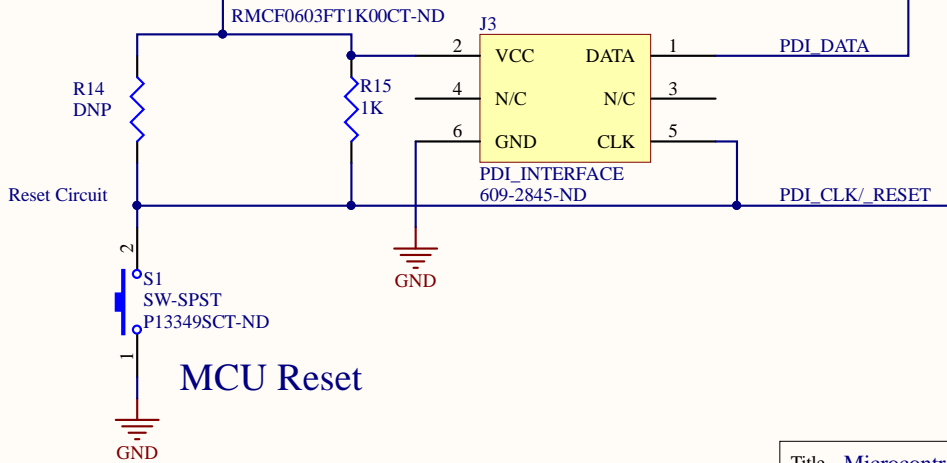 RMCF0603FT1K00CT-ND
J3
2 VCC DATA 1 PDI_DATA
R14
DNP
R15
1K
4 N/C N/C 3
6 GND CLK 5
PDI_INTERFACE
609-2845-ND
Reset Circuit
PDI_CLK/_RESET
2
GND
S1
SW-SPST
P13349SCT-ND
1
MCU Reset
GND
Title